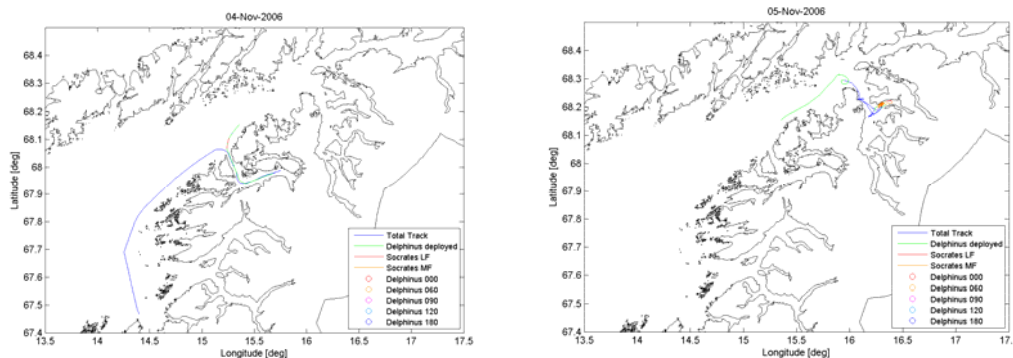 04-Nov-2006
68.4
68.3
68.2
68.1
68
67.9
67.8
67.7
67.6
67.5
67.4
Latitude [deg]
13.5 14 14.5 15 15.5 16 16.5 17 17.5
Longitude [deg]
Total Track
Delphinus deployed
Socrates LF
Socrates MF
Delphinus 000
Delphinus 060
Delphinus 090
Delphinus 120
Delphinus 180
05-Nov-2006
68.4
68.3
68.2
68.1
68
67.9
67.8
67.7
67.6
67.5
67.4
Latitude [deg]
13.5 14 14.5 15 15.5 16 16.5 17 17.
Longitude [deg]
Total Track
Delphinus deployed
Socrates LF
Socrates MF
Delphinus 000
Delphinus 060
Delphinus 090
Delphinus 120
Delphinus 180